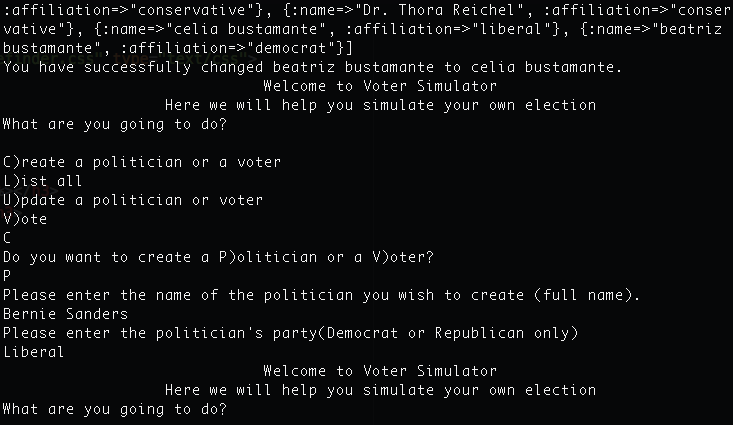 :affiliation=>"conservative"}, {:name=>"Dr. Thora Reichel", :affiliation=>"conser
vative"}, {:name=>"celia bustamante", :affiliation=>"liberal"}, {:name=>"beatriz
bustamante", :affiliation=>"democrat"}]
You have successfully changed beatriz bustamante to celia bustamante.
Welcome to Voter Simulator
Here we will help you simulate your own election
What are you going to do?
C)reate a politician or a voter
L)ist all
U)pdate a politician or voter
V)ote
C
Do you want to create a P)olitician or a V)oter?
P
Please enter the name of the politician you wish to create (full name).
Bernie Sanders
Please enter the politician's party(Democrat or Republican only)
Liberal
Welcome to Voter Simulator
Here we will help you simulate your own election
What are you going to do?